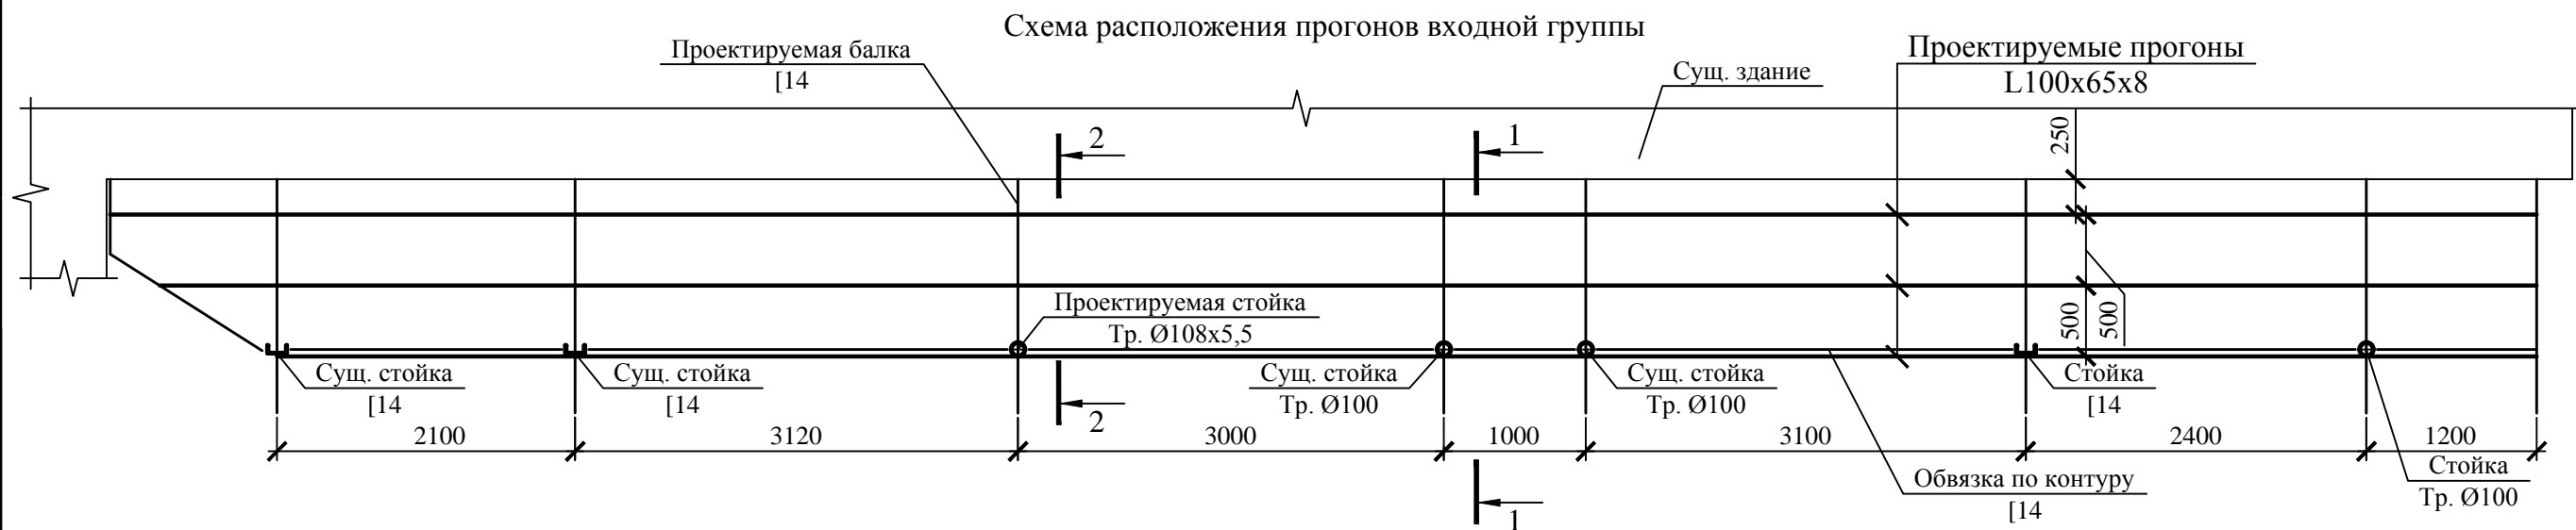 Схема расположения прогонов входной группы
Проектируемая балка
[14
Сущ. здание
Проектируемые прогоны
L100х65х8
250
2
1
500
500
Проектируемая стойка
Тр. Ø108х5,5
Сущ. стойка
[14
Сущ. стойка
[14
Сущ. стойка
Тр. Ø100
Сущ. стойка
Тр. Ø100
Стойка
[14
2
2100
3120
3000
1000
3100
2400
1200
Стойка
Тр. Ø100
Обвязка по контуру
[14
1